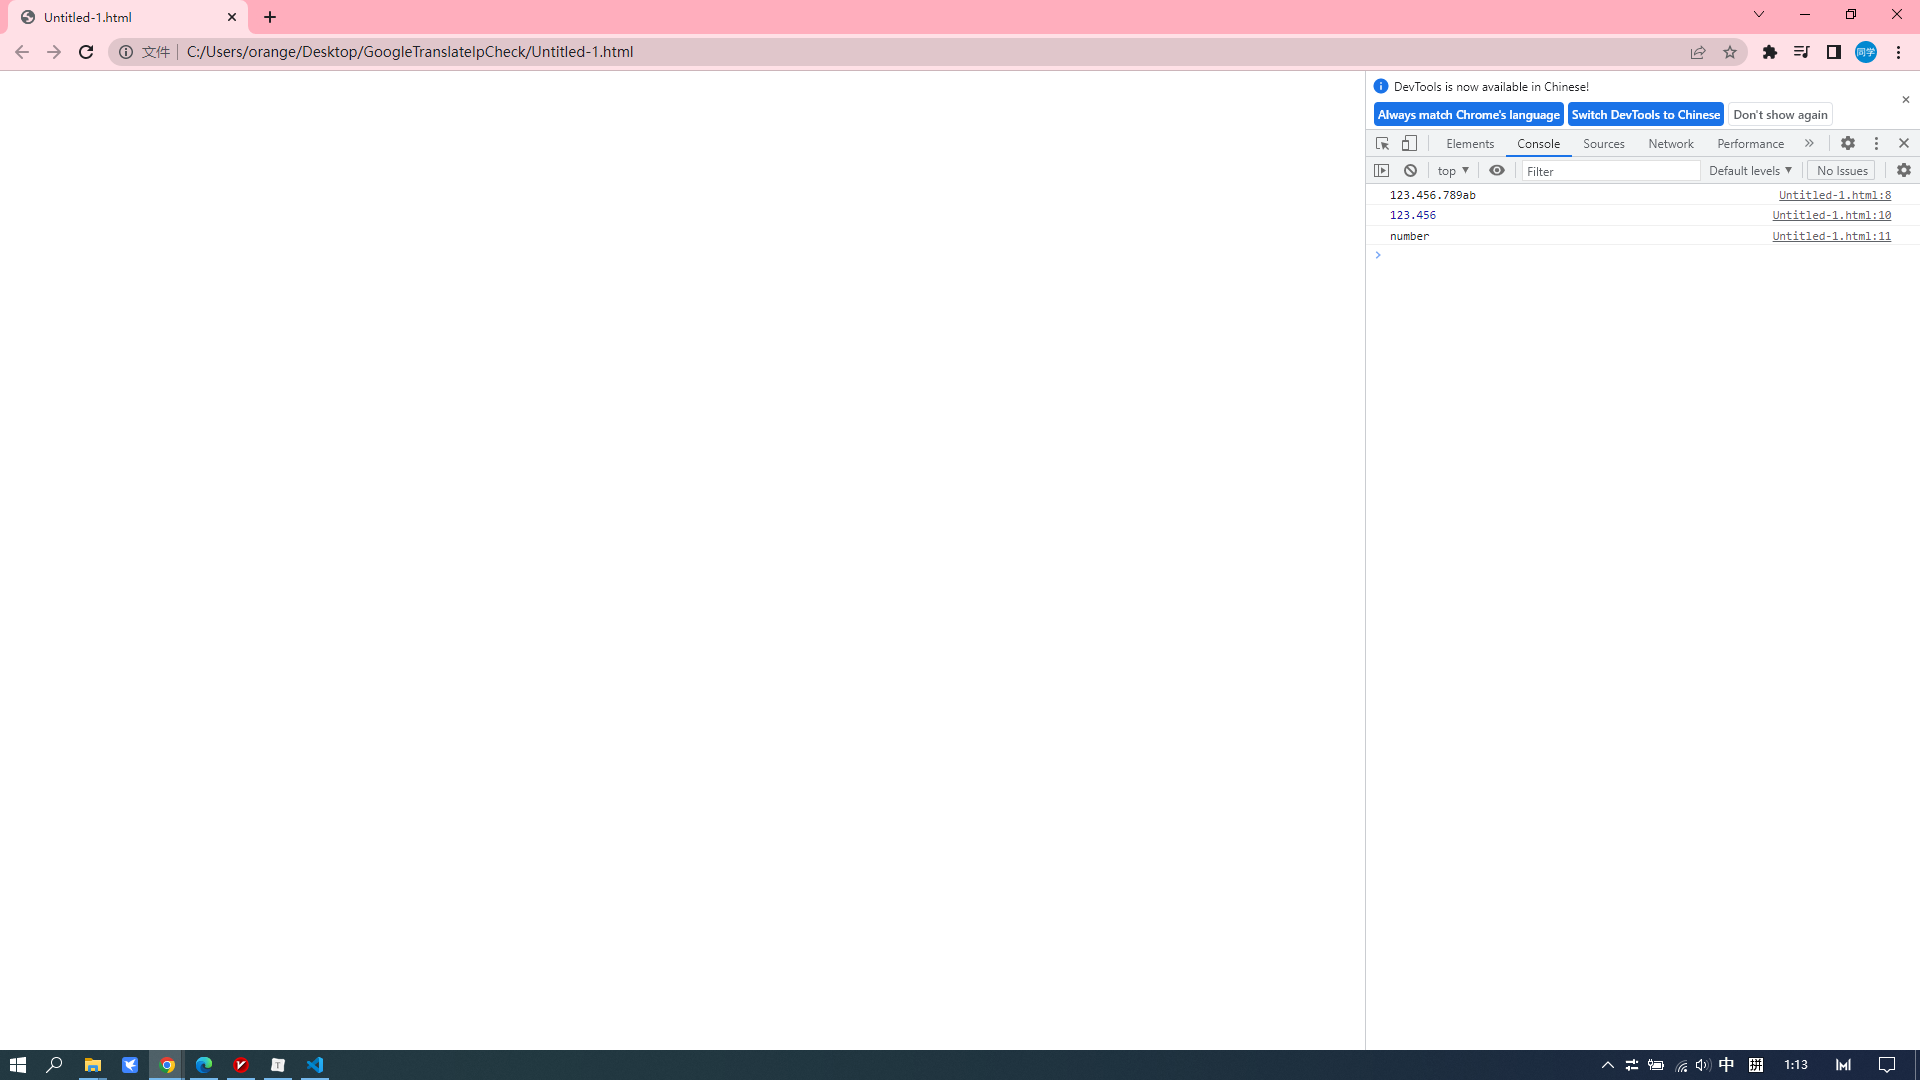 Untitled-1.html
文件 C:/Users/orange/Desktop/GoogleTranslateIpCheck/Untitled-1.html
同学
DevTools is now available in Chinese!
Always match Chrome's language Switch DevTools to Chinese Don't show again
Elements Console Sources Network Performance
top Filter Default levels No Issues
123.456.789ab Untitled-1.html:8
123.456 Untitled-1.html:10
number Untitled-1.html:11
中 拼 1:13